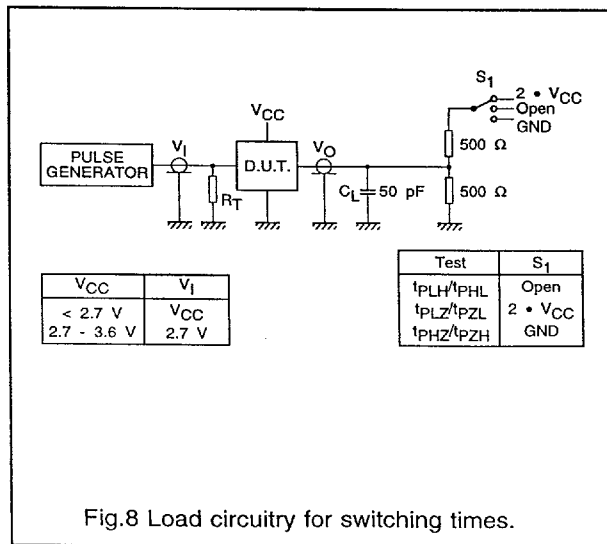 S1
2 • VCC
Open
GND
VCC
VI
VO
PULSE
GENERATOR
D.U.T.
500 Ω
RT
CL
50 pF
500 Ω
VCC VI
< 2.7 V VCC
2.7 - 3.6 V 2.7 V
Test S1
tPLH/tPHL Open
tPLZ/tPZL 2 • VCC
tPHZ/tPZH GND
Fig.8 Load circuitry for switching times.